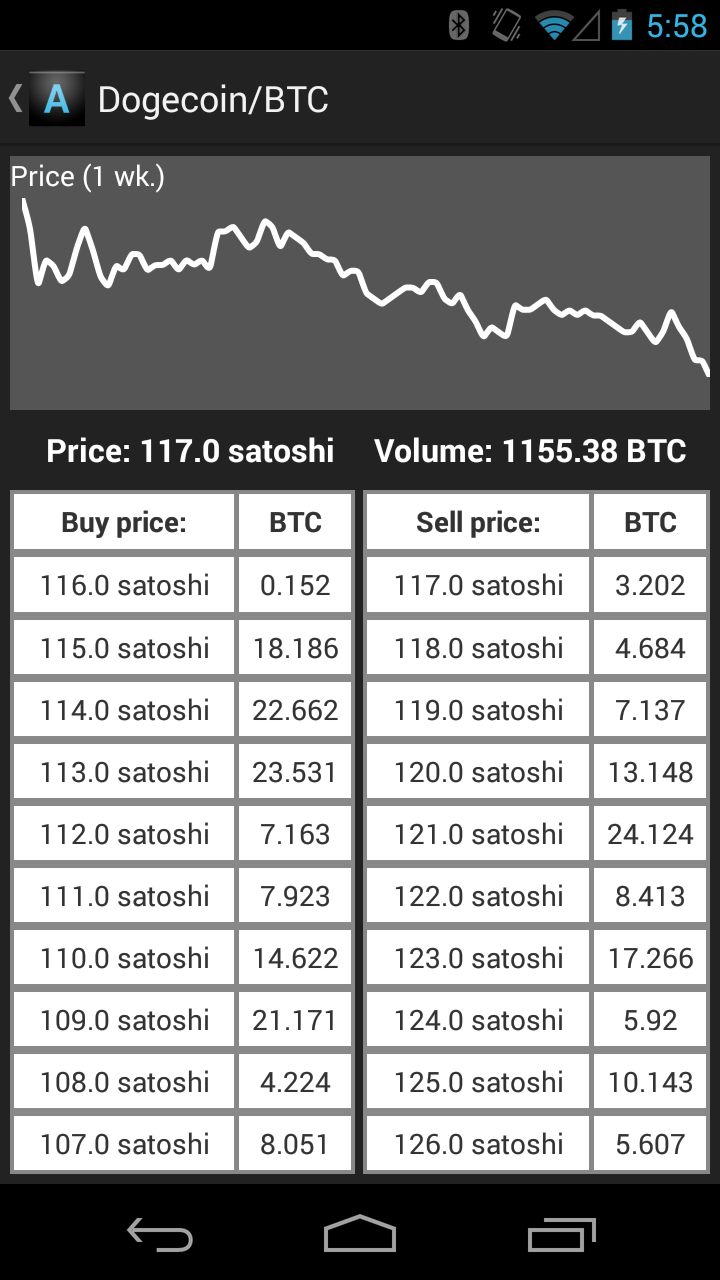 5:58
A Dogecoin/BTC
Price (1 wk.)
Price: 117.0 satoshi Volume: 1155.38 BTC
Buy price: BTC Sell price: BTC
116.0 satoshi 0.152 117.0 satoshi 3.202
115.0 satoshi 18.186 118.0 satoshi 4.684
114.0 satoshi 22.662 119.0 satoshi 7.137
113.0 satoshi 23.531 120.0 satoshi 13.148
112.0 satoshi 7.163 121.0 satoshi 24.124
111.0 satoshi 7.923 122.0 satoshi 8.413
110.0 satoshi 14.622 123.0 satoshi 17.266
109.0 satoshi 21.171 124.0 satoshi 5.92
108.0 satoshi 4.224 125.0 satoshi 10.143
107.0 satoshi 8.051 126.0 satoshi 5.607